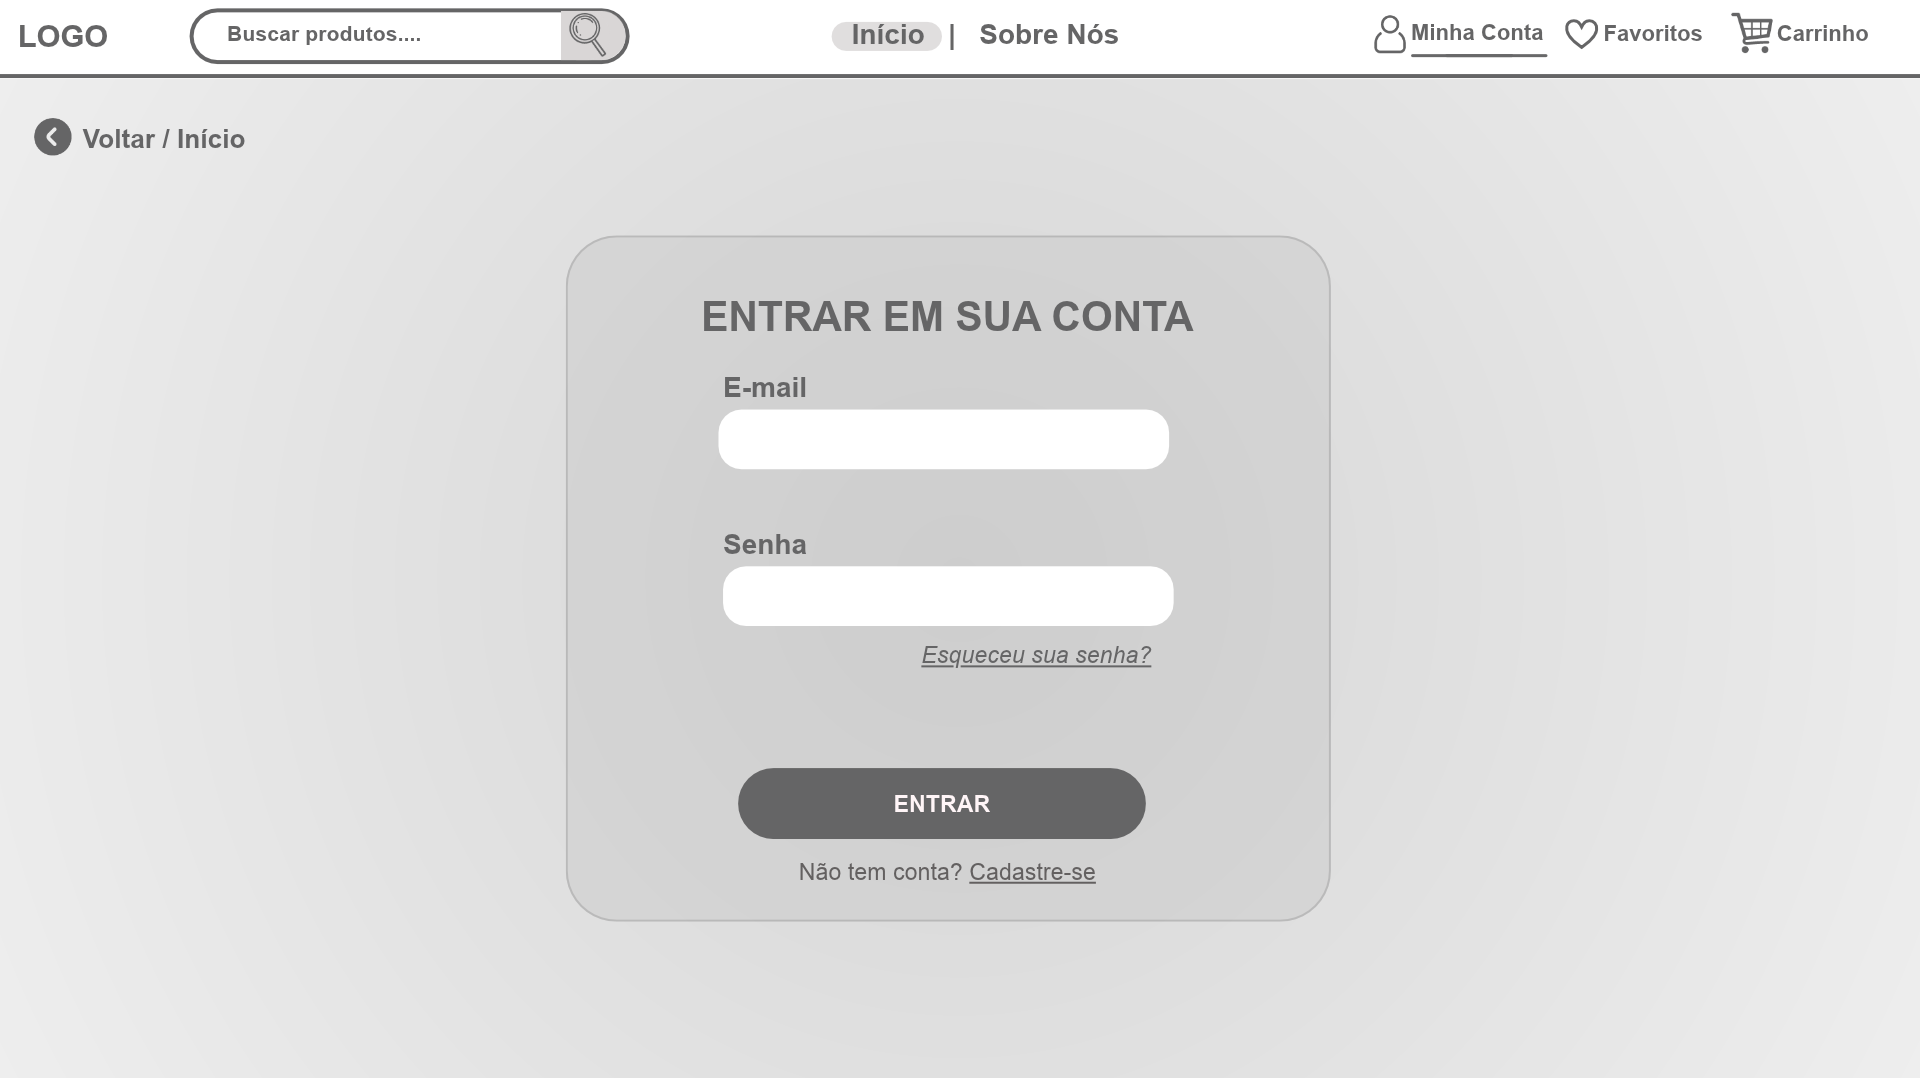 LOGO
Buscar produtos....
Início | Sobre Nós
Minha Conta
Favoritos
Carrinho
Voltar / Início
ENTRAR EM SUA CONTA
E-mail
Senha
Esqueceu sua senha?
ENTRAR
Não tem conta? Cadastre-se